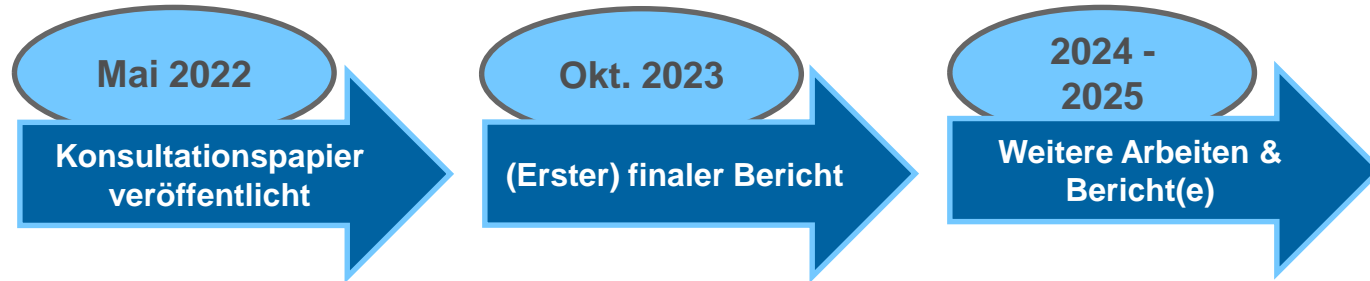 Mai 2022
Konsultationspapier
veröffentlicht
Okt. 2023
(Erster) finaler Bericht
2024 -
2025
Weitere Arbeiten &
Bericht(e)